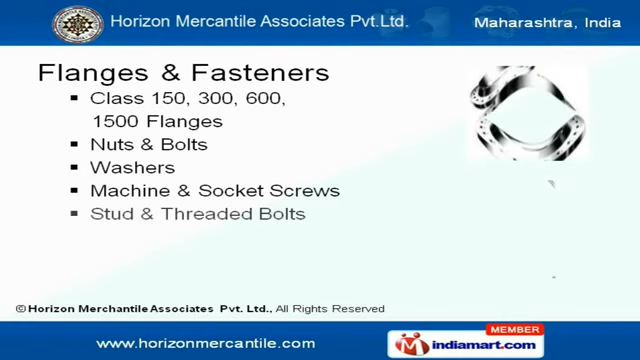 Horizon Mercantile Associates Pvt.Ltd.
Maharashtra, India
Flanges & Fasteners
Class 150, 300, 600,
1500 Flanges
Nuts & Bolts
Washers
Machine & Socket Screws
Stud & Threaded Bolts
© Horizon Merchantile Associates Pvt. Ltd., All Rights Reserved
www.horizonmercantile.com
MEMBER
indiamart.com